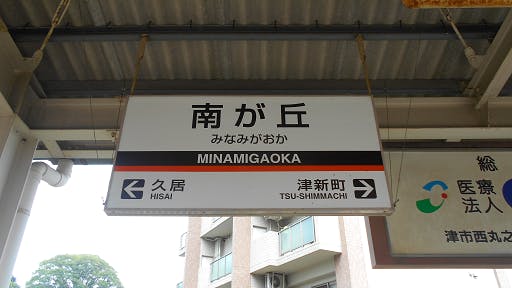 南が丘
みなみがおか
MINAMIGAOKA
久居
HISAI
津新町
TSU-SHIMMACHI
総
医療
法人
津市西丸之